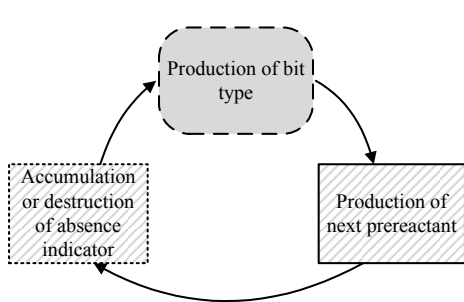 Production of bit
type
Production of
next prereactant
Accumulation
or destruction
of absence
indicator